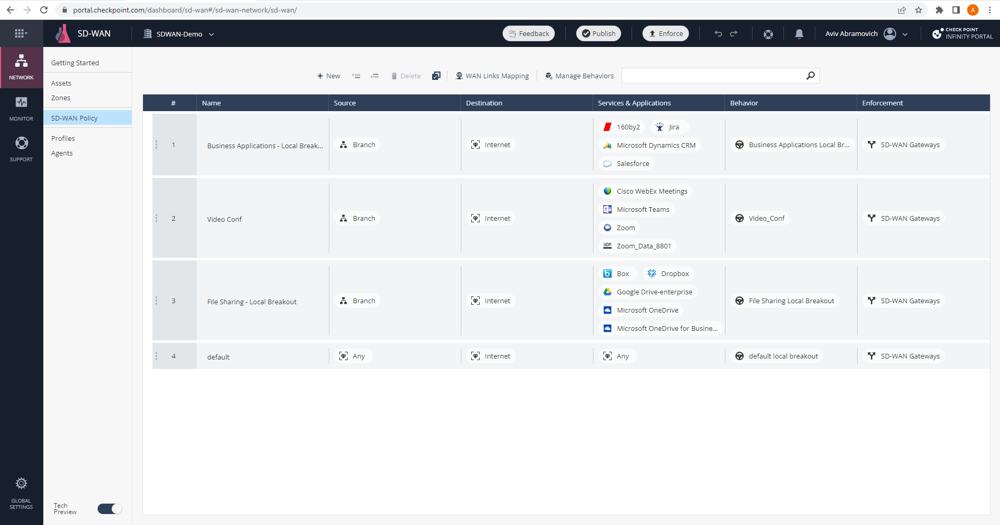 portal.checkpoint.com/dashboard/sd-wan#/sd-wan-network/sd-wan/
A
SD-WAN
SDWAN-Demo
Feedback
Publish
Enforce
Aviv Abramovich
CHECK POINT
INFINITY PORTAL
NETWORK
MONITOR
SUPPORT
GLOBAL
SETTINGS
Getting Started
Assets
Zones
SD-WAN Policy
Profiles
Agents
Tech
Preview
New
Delete
WAN Links Mapping
Manage Behaviors
# Name Source Destination Services & Applications Behavior Enforcement
1 Business Applications - Local Break... Branch Internet
160by2 Jira
Microsoft Dynamics CRM
Salesforce
Business Applications Local Br... SD-WAN Gateways
2 Video Conf Branch Internet
Cisco WebEx Meetings
Microsoft Teams
Zoom
UDP Zoom_Data_8801
Video_Conf SD-WAN Gateways
3 File Sharing - Local Breakout Branch Internet
Box Dropbox
Google Drive-enterprise
Microsoft OneDrive
Microsoft OneDrive for Busine...
File Sharing Local Breakout SD-WAN Gateways
4 default Any Internet Any default local breakout SD-WAN Gateways